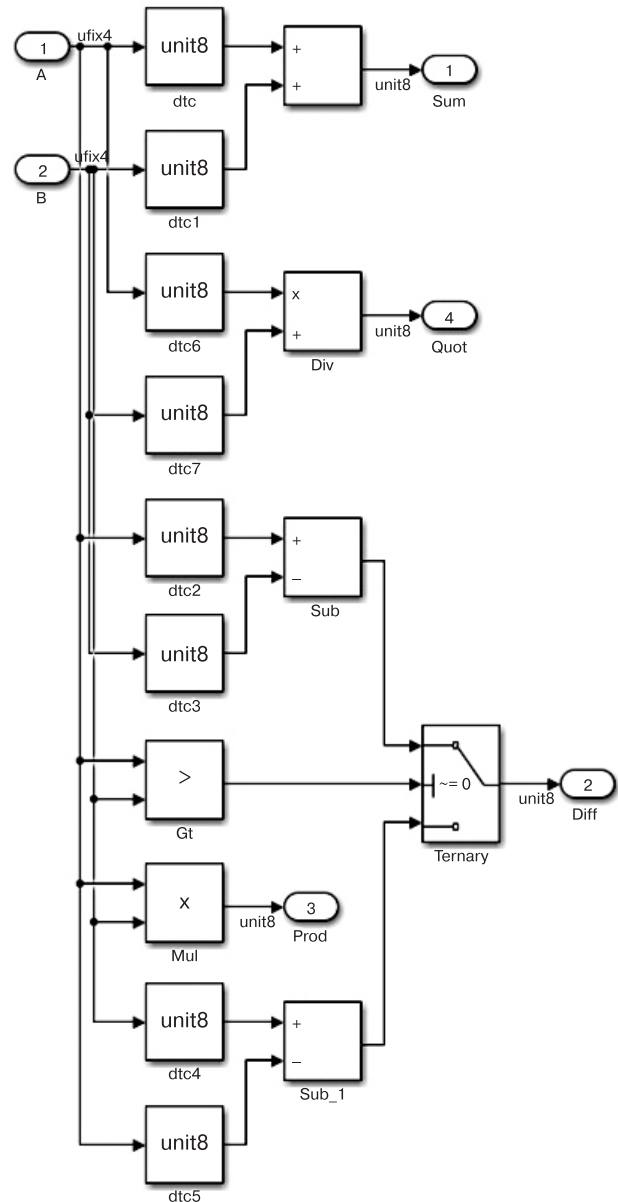 1
ufix4
unit8
+
+
1
A
dtc
unit8
Sum
2
ufix4
unit8
B
dtc1
unit8
x
+
4
dtc6
unit8
Quot
Div
unit8
dtc7
unit8
+
–
dtc2
Sub
unit8
dtc3
>
~= 0
2
Gt
unit8
Diff
Ternary
x
3
unit8
Prod
Mul
unit8
+
–
dtc4
Sub_1
unit8
dtc5